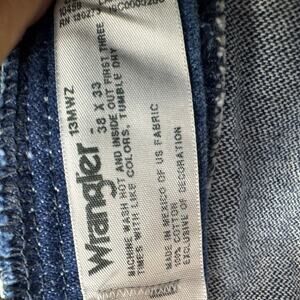 13MWZ
Wrangler
38 X 33
MACHINE WASH HOT AND INSIDE OUT FIRST THREE
TIMES WITH LIKE COLORS, TUMBLE DRY
MADE IN MEXICO OF US FABRIC
100% COTTON
EXCLUSIVE OF DECORATION